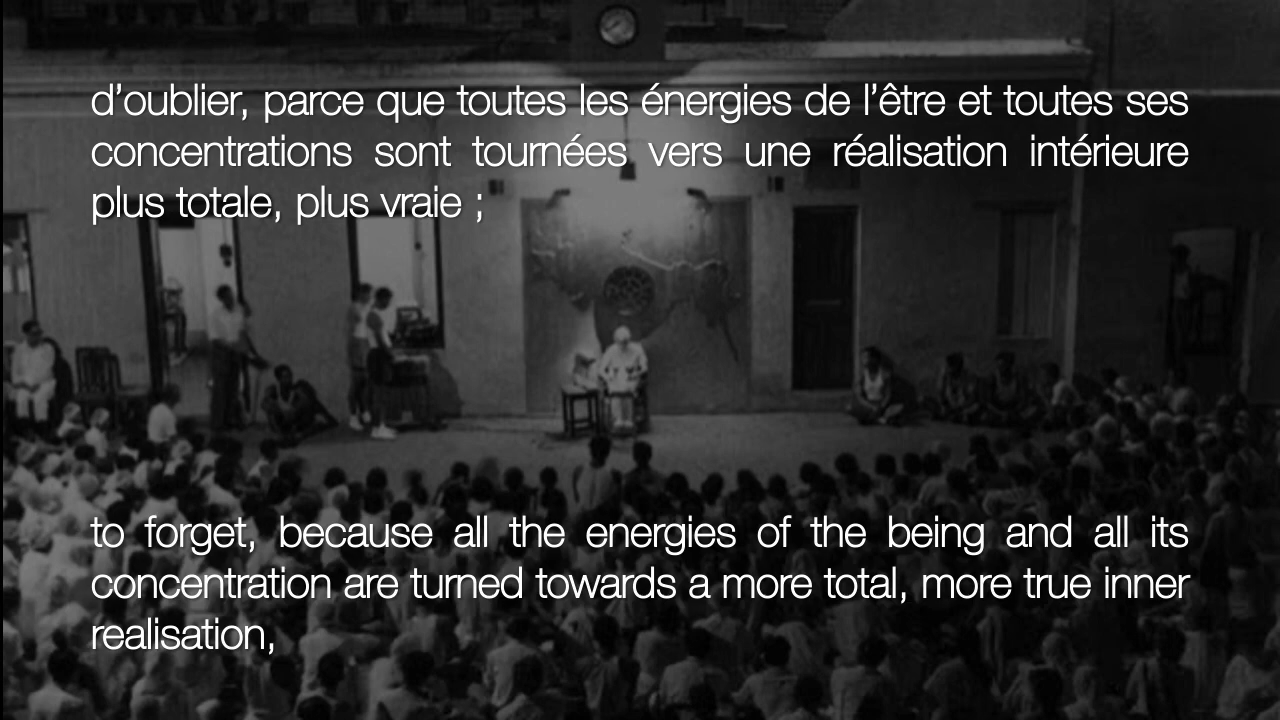 d’oublier, parce que toutes les énergies de l’être et toutes ses
concentrations sont tournées vers une réalisation intérieure
plus totale, plus vraie ;
to forget, because all the energies of the being and all its
concentration are turned towards a more total, more true inner
realisation,